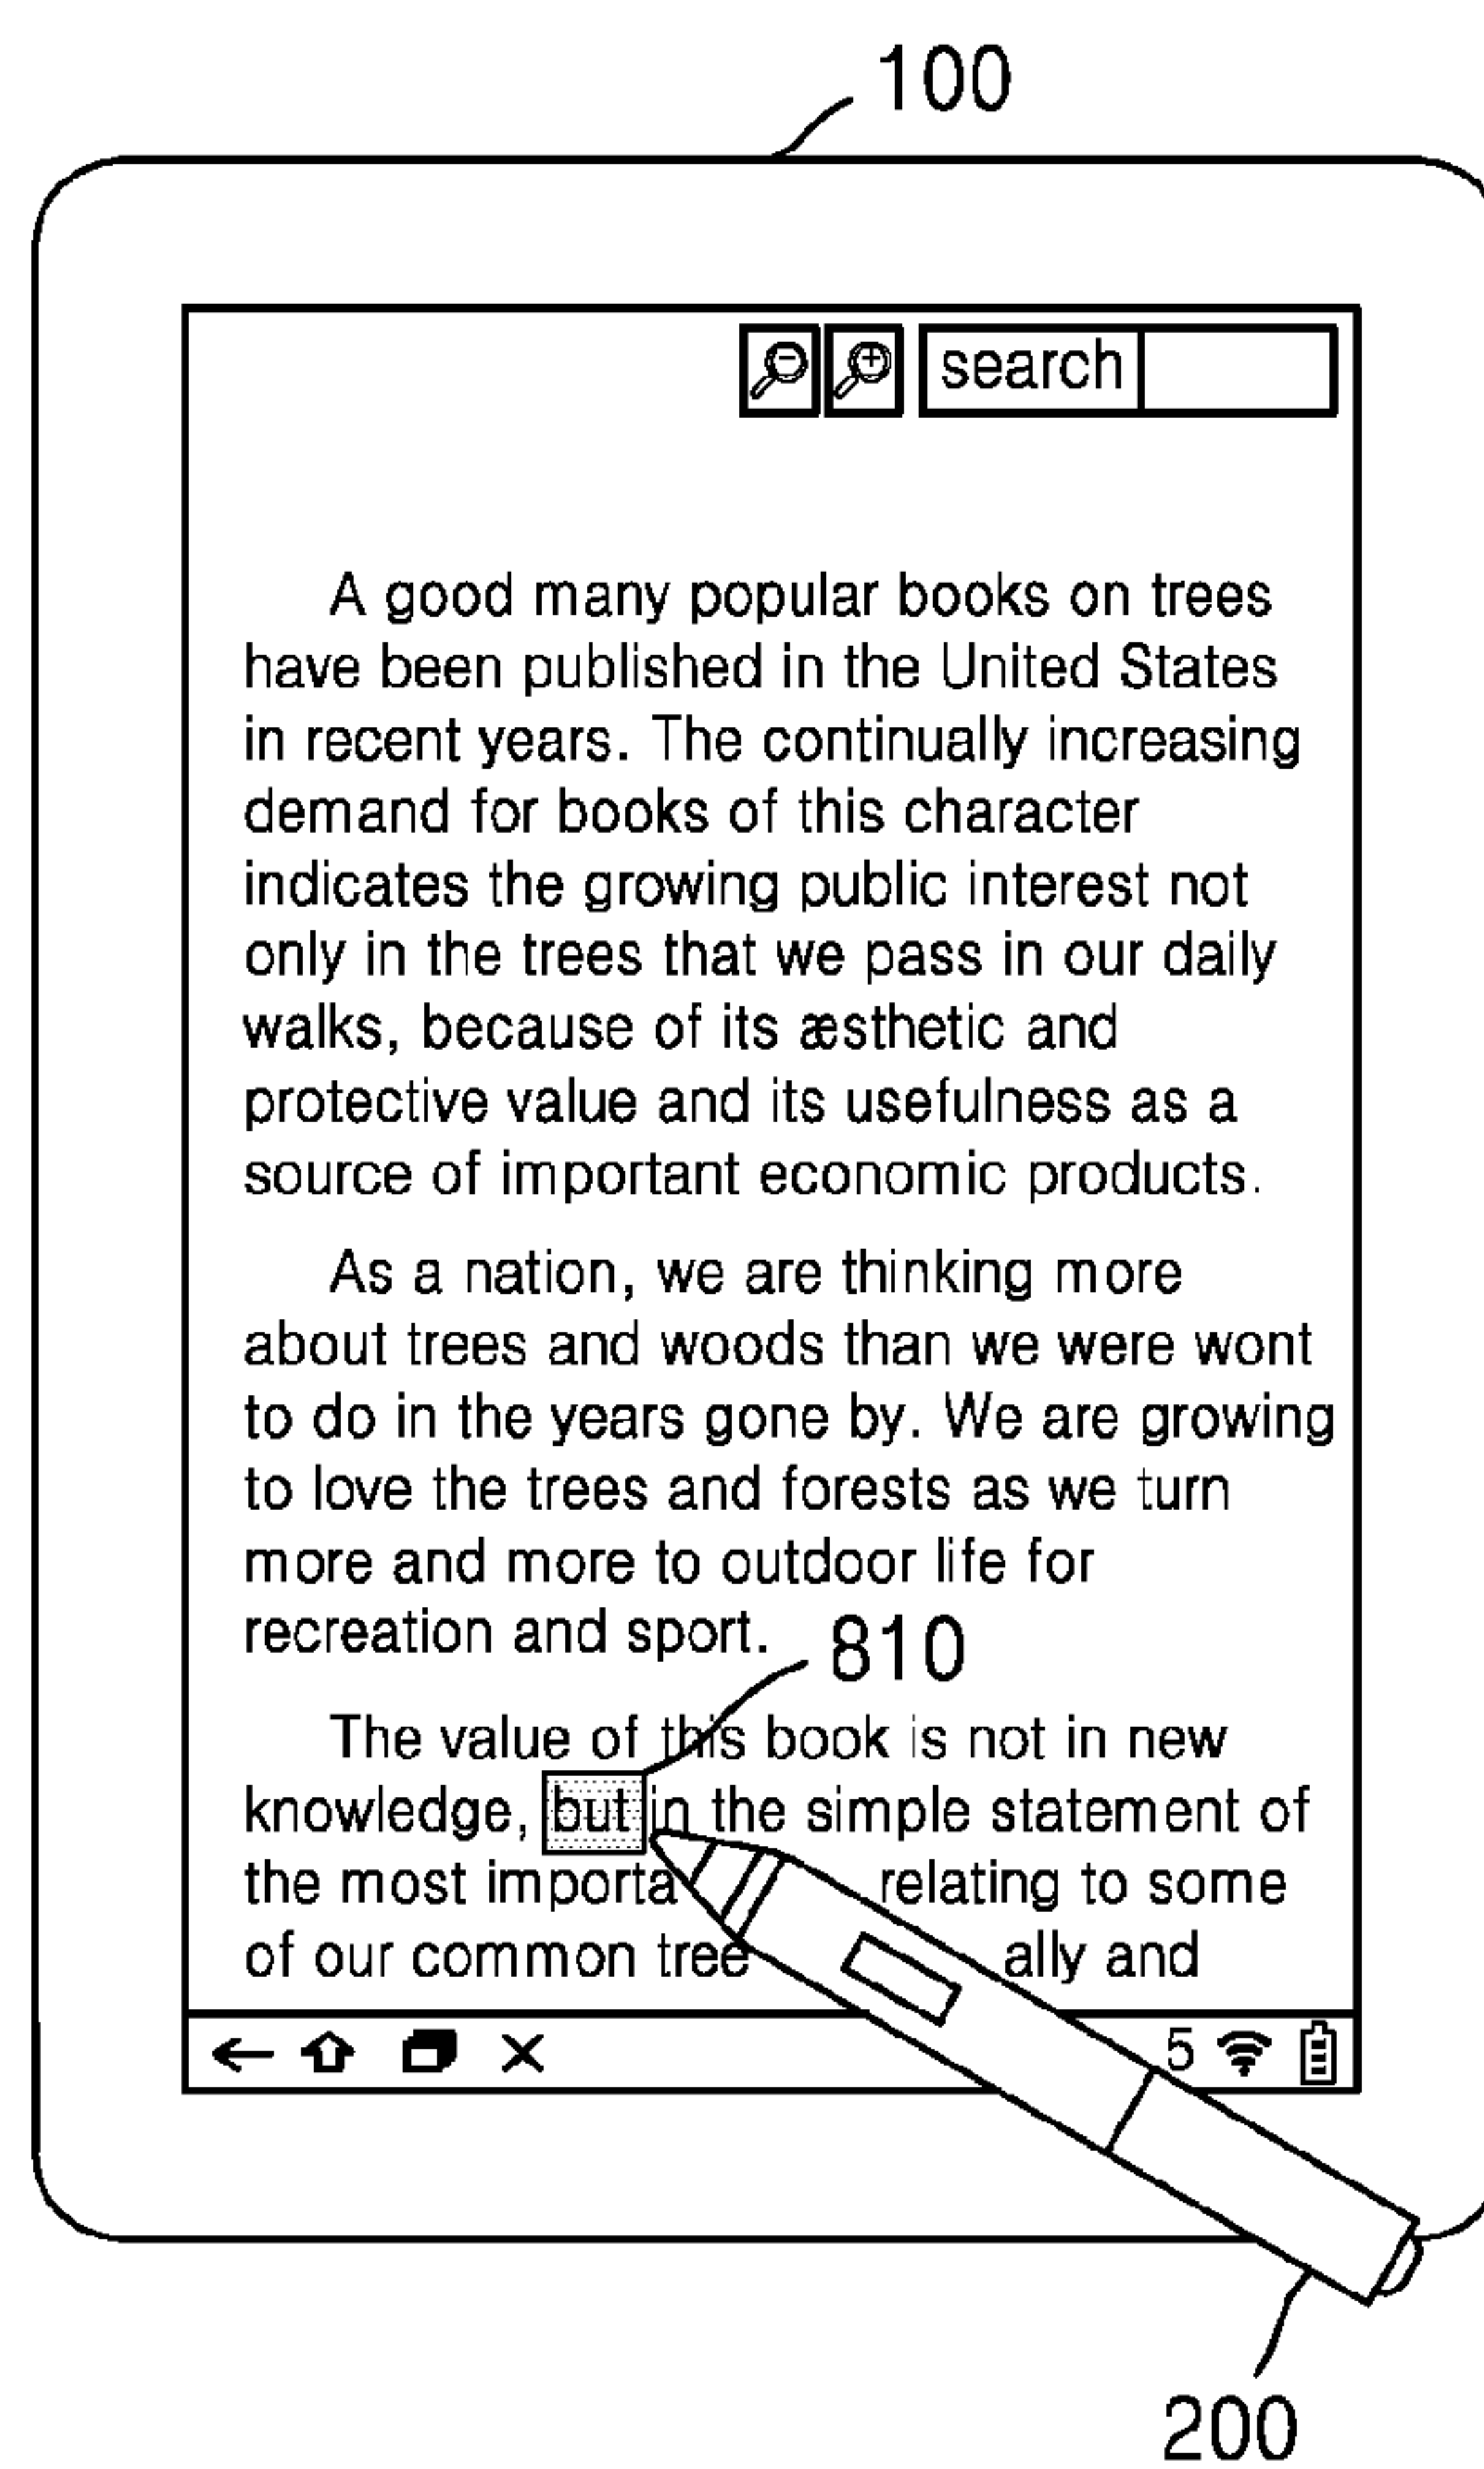 100
search
A good many popular books on trees
have been published in the United States
in recent years. The continually increasing
demand for books of this character
indicates the growing public interest not
only in the trees that we pass in our daily
walks, because of its æsthetic and
protective value and its usefulness as a
source of important economic products.
As a nation, we are thinking more
about trees and woods than we were wont
to do in the years gone by. We are growing
to love the trees and forests as we turn
more and more to outdoor life for
recreation and sport.
810
The value of this book is not in new
knowledge, but in the simple statement of
the most importa relating to some
of our common tree ally and
5
200